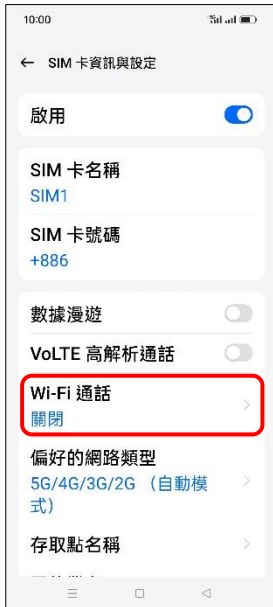 10:00
← SIM 卡資訊與設定
啟用
SIM 卡名稱
SIM1
SIM 卡號碼
+886
數據漫遊
VoLTE 高解析通話
Wi-Fi 通話
關閉
偏好的網路類型
5G/4G/3G/2G （自動模
式）
存取點名稱